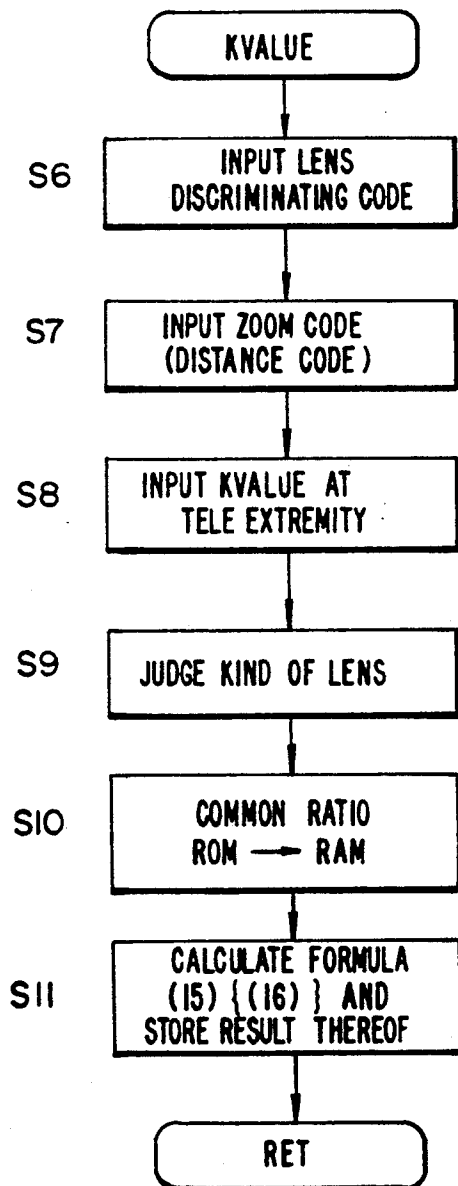 KVALUE
S6
INPUT LENS
DISCRIMINATING CODE
S7
INPUT ZOOM CODE
(DISTANCE CODE)
S8
INPUT KVALUE AT
TELE EXTREMITY
S9
JUDGE KIND OF LENS
S10
COMMON RATIO
ROM → RAM
S11
CALCULATE FORMULA
(15) {(16)} AND
STORE RESULT THEREOF
RET